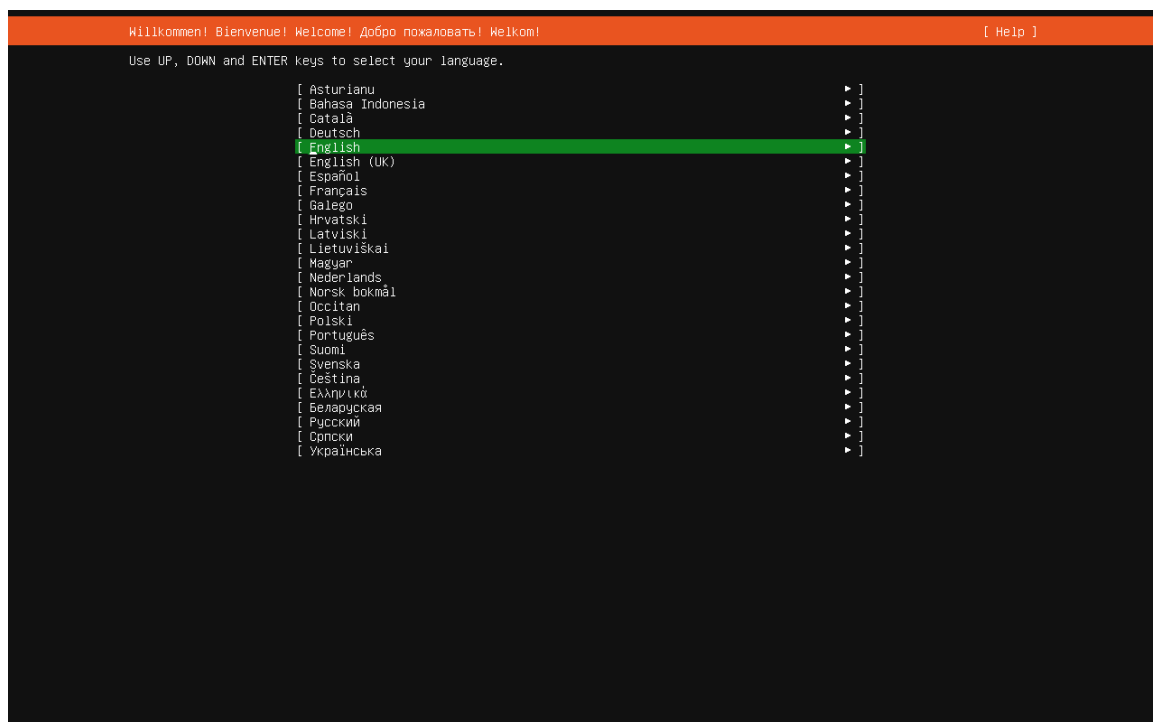 Willkommen! Bienvenue! Welcome! Добро пожаловать! Welkom! [ Help ]
Use UP, DOWN and ENTER keys to select your language.
[ Asturianu ▸ ]
[ Bahasa Indonesia ▸ ]
[ Català ▸ ]
[ Deutsch ▸ ]
[ English ▸ ]
[ English (UK) ▸ ]
[ Español ▸ ]
[ Français ▸ ]
[ Galego ▸ ]
[ Hrvatski ▸ ]
[ Latviski ▸ ]
[ Lietuviškai ▸ ]
[ Magyar ▸ ]
[ Nederlands ▸ ]
[ Norsk bokmål ▸ ]
[ Occitan ▸ ]
[ Polski ▸ ]
[ Português ▸ ]
[ Suomi ▸ ]
[ Svenska ▸ ]
[ Čeština ▸ ]
[ Ελληνικά ▸ ]
[ Беларуская ▸ ]
[ Русский ▸ ]
[ Српски ▸ ]
[ Українська ▸ ]